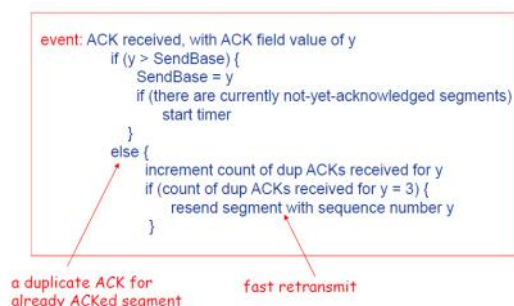 event: ACK received, with ACK field value of y
if (y > SendBase) {
SendBase = y
if (there are currently not-yet-acknowledged segments)
start timer
}
else {
increment count of dup ACKs received for y
if (count of dup ACKs received for y = 3) {
resend segment with sequence number y
}
a duplicate ACK for
already ACKed segment
fast retransmit